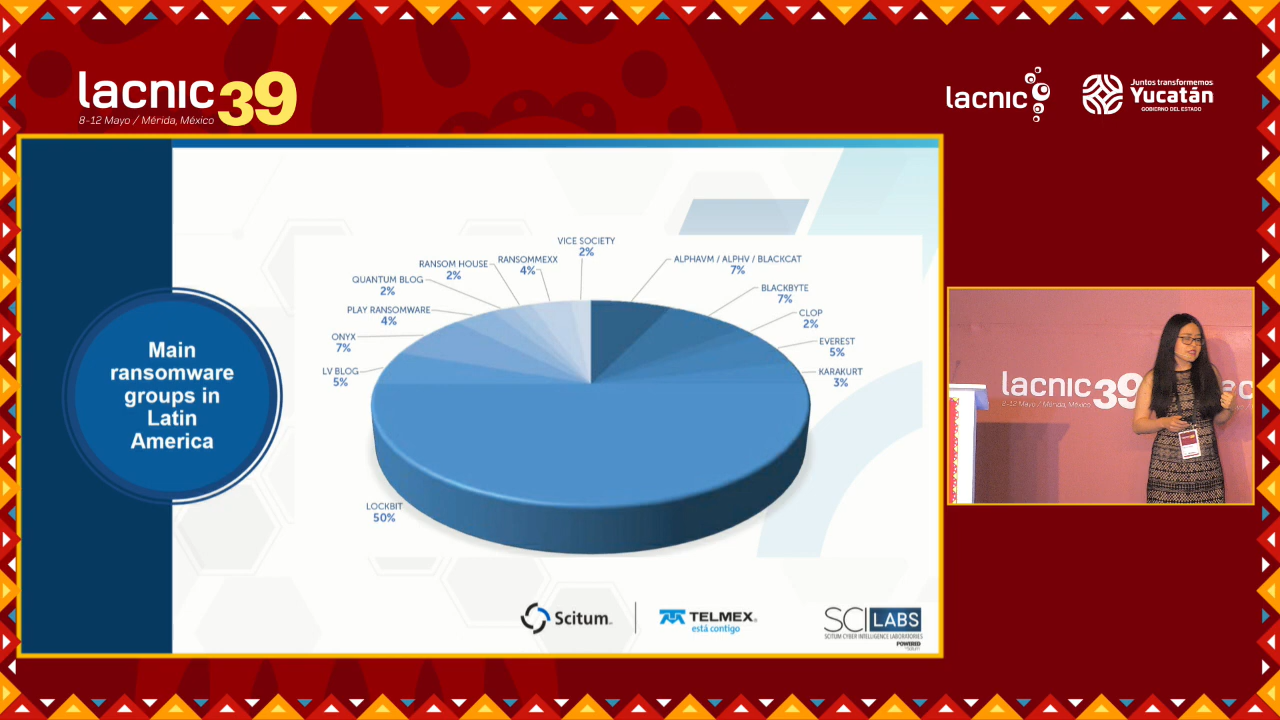 lacnic39
8-12 Mayo / Mérida, México
lacnic
Juntos transformemos
Yucatán
GOBIERNO DEL ESTADO
Main
ransomware
groups in
Latin
America
VICE SOCIETY
2%
RANSOMMEXX
4%
RANSOM HOUSE
2%
QUANTUM BLOG
2%
PLAY RANSOMWARE
4%
ONYX
7%
LV BLOG
5%
LOCKBIT
50%
ALPHAVM / ALPHV / BLACKCAT
7%
BLACKBYTE
7%
CLOP
2%
EVEREST
5%
KARAKURT
3%
Scitum
TELMEX®
está contigo
SCILABS
SCITUM CYBER INTELLIGENCE LABORATORIES
POWERED
lacnic39
8-12 Mayo / Mérida, México